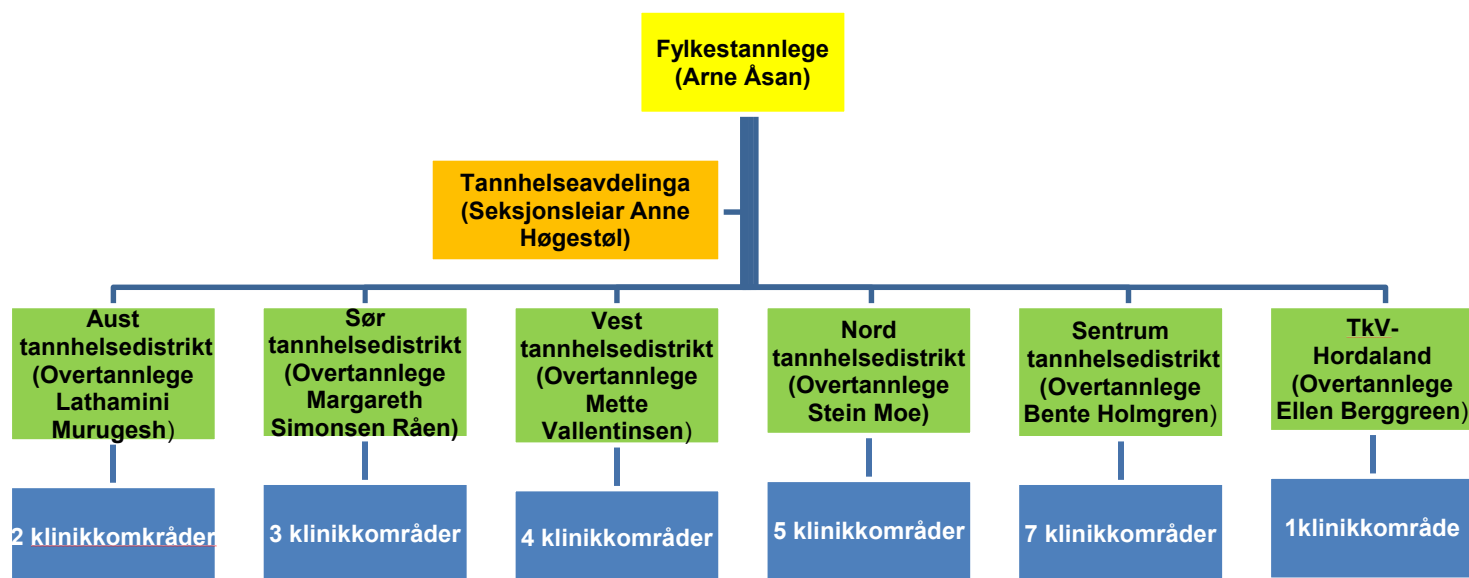 Fylkestannlege
(Arne Åsan)
Tannhelseavdelinga
(Seksjonsleiar Anne
Høgestøl)
Aust
tannhelsedistrikt
(Overtannlege
Lathamini
Murugesh)
Sør
tannhelsedistrikt
(Overtannlege
Margareth
Simonsen Råen)
Vest
tannhelsedistrikt
(Overtannlege
Mette
Vallentinsen)
Nord
tannhelsedistrikt
(Overtannlege
Stein Moe)
Sentrum
tannhelsedistrikt
(Overtannlege
Bente Holmgren)
TkV-
Hordaland
(Overtannlege
Ellen Berggreen)
2 klinikkomkråder
3 klinikkområder
4 klinikkområder
5 klinikkområder
7 klinikkområder
1klinikkområde